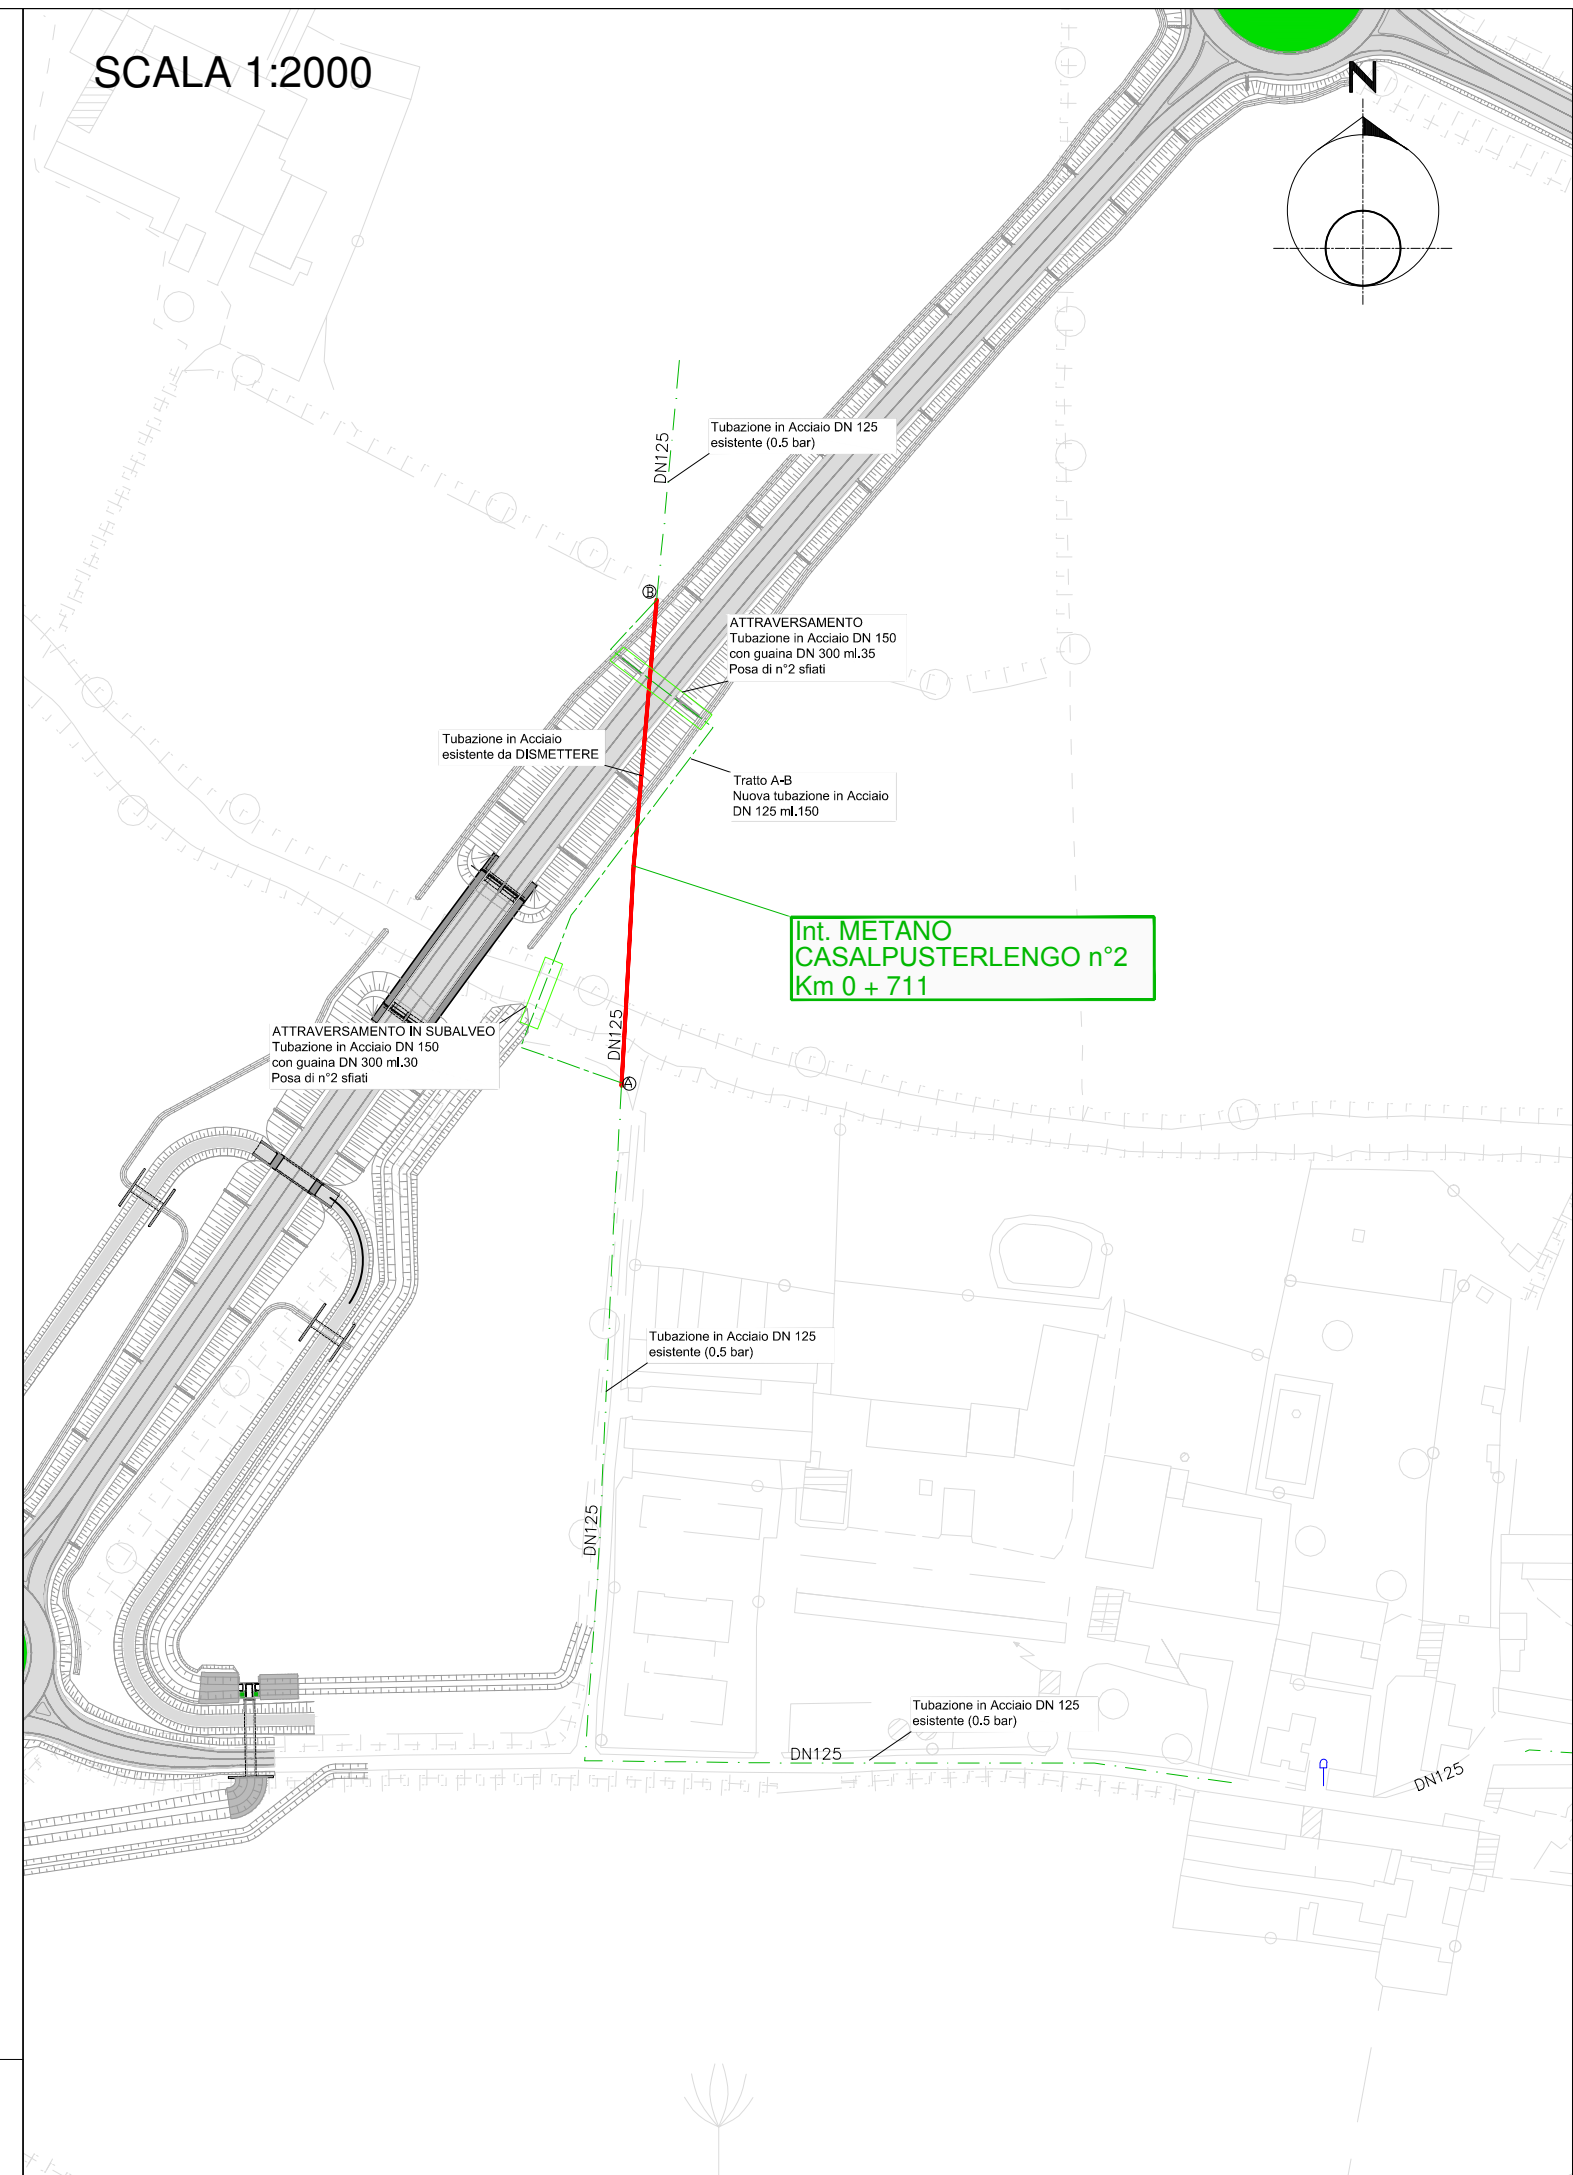 SCALA 1:2000
N
DN125
Tubazione in Acciaio DN 125
esistente (0.5 bar)
B
ATTRAVERSAMENTO
Tubazione in Acciaio DN 150
con guaina DN 300 ml.35
Posa di n°2 sfiati
Tubazione in Acciaio
esistente da DISMETTERE
Tratto A-B
Nuova tubazione in Acciaio
DN 125 ml.150
Int. METANO
CASALPUSTERLENGO n°2
Km 0 + 711
ATTRAVERSAMENTO IN SUBALVEO
Tubazione in Acciaio DN 150
con guaina DN 300 ml.30
Posa di n°2 sfiati
DN125
A
Tubazione in Acciaio DN 125
esistente (0.5 bar)
DN125
Tubazione in Acciaio DN 125
esistente (0.5 bar)
DN125
DN125